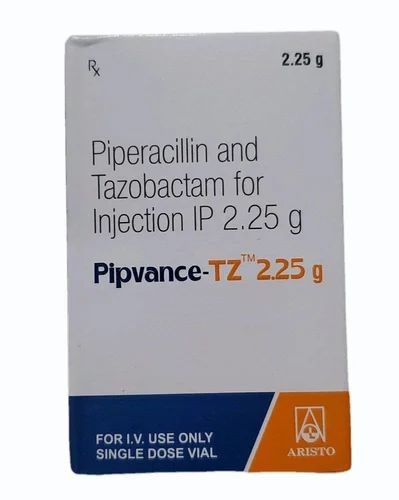 Rx
2.25 g
Piperacillin and
Tazobactam for
Injection IP 2.25 g
Pipvance-TZ™ 2.25 g
FOR I.V. USE ONLY
SINGLE DOSE VIAL
ARISTO